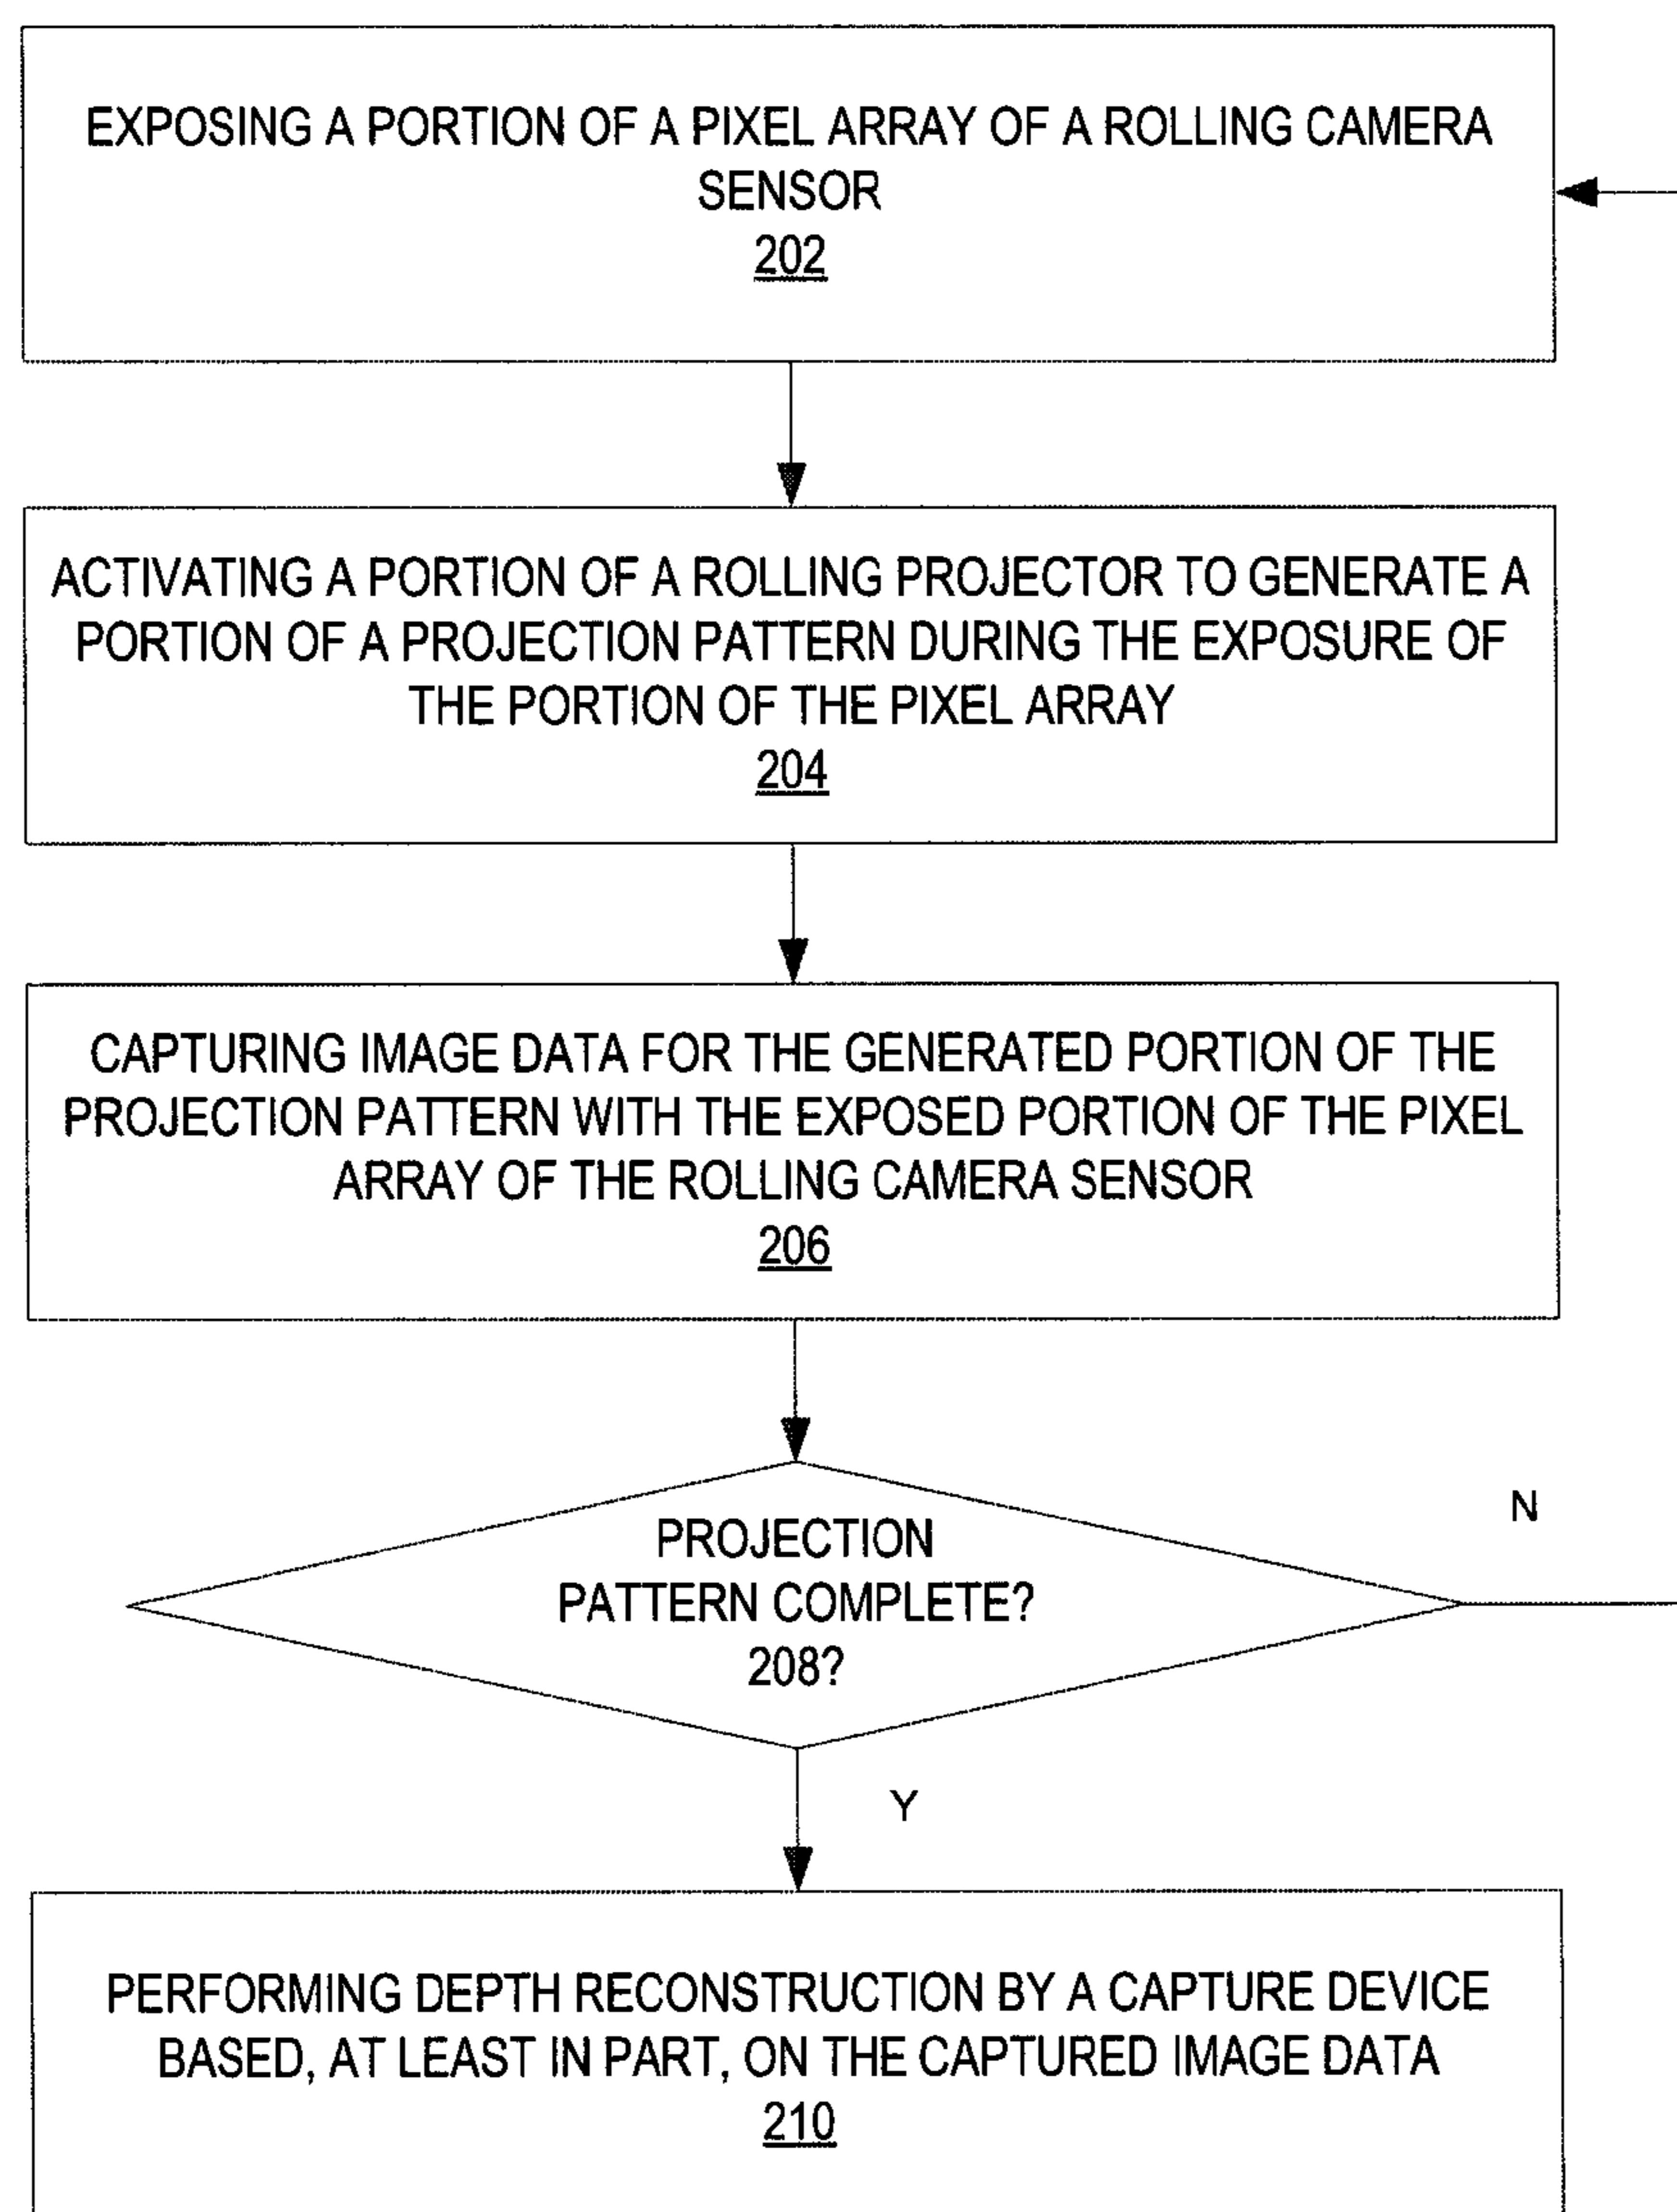 EXPOSING A PORTION OF A PIXEL ARRAY OF A ROLLING CAMERA
SENSOR
202
ACTIVATING A PORTION OF A ROLLING PROJECTOR TO GENERATE A
PORTION OF A PROJECTION PATTERN DURING THE EXPOSURE OF
THE PORTION OF THE PIXEL ARRAY
204
CAPTURING IMAGE DATA FOR THE GENERATED PORTION OF THE
PROJECTION PATTERN WITH THE EXPOSED PORTION OF THE PIXEL
ARRAY OF THE ROLLING CAMERA SENSOR
206
N
PROJECTION
PATTERN COMPLETE?
208?
Y
PERFORMING DEPTH RECONSTRUCTION BY A CAPTURE DEVICE
BASED, AT LEAST IN PART, ON THE CAPTURED IMAGE DATA
210